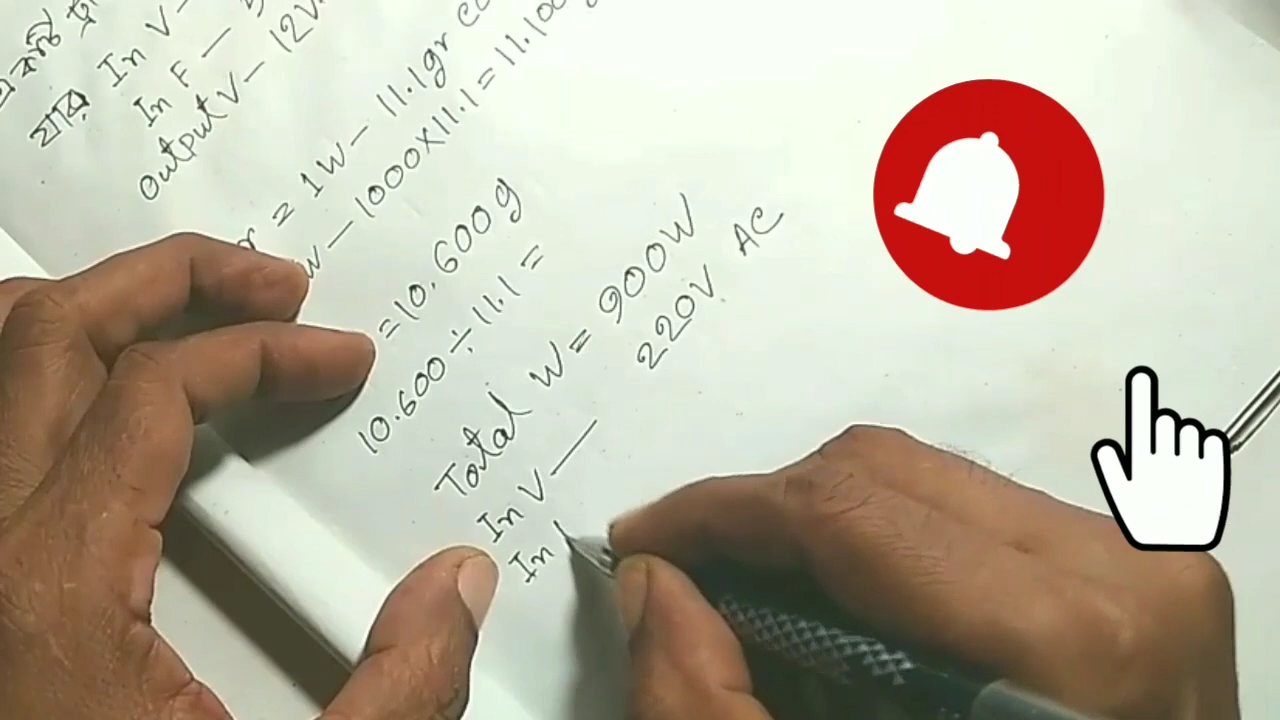 যার In V –
In F –
Output V – 12V
= 1W – 11.1gr
W – 1000×11.1 = 11.100
= 10.600g
10.600 ÷ 11.1 =
Total W = 900W
In V — 220V AC
In